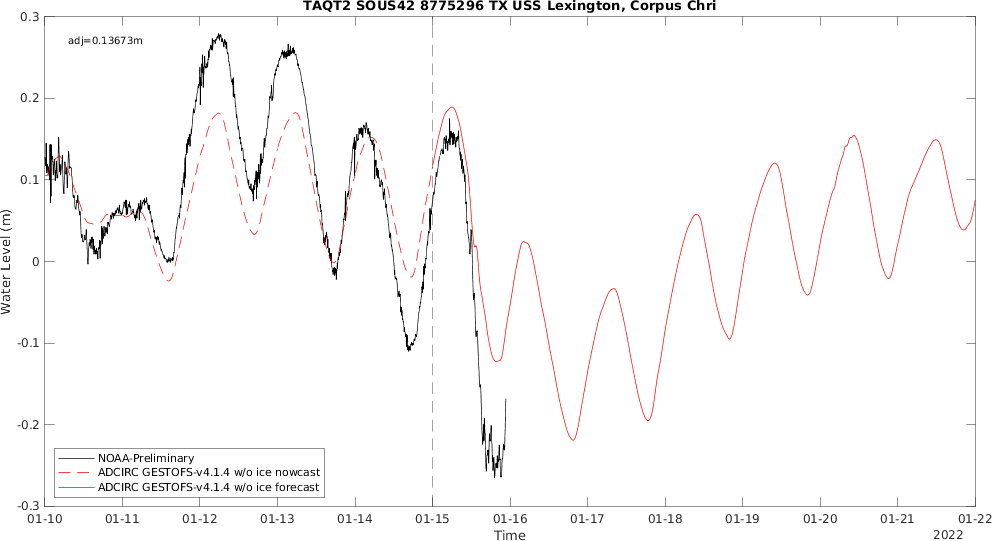 TAQT2 SOUS42 8775296 TX USS Lexington, Corpus Chri
adj=0.13673m
0.3
0.2
0.1
0
-0.1
-0.2
-0.3
Water Level (m)
NOAA-Preliminary
ADCIRC GESTOFS-v4.1.4 w/o ice nowcast
ADCIRC GESTOFS-v4.1.4 w/o ice forecast
01-10 01-11 01-12 01-13 01-14 01-15 01-16 01-17 01-18 01-19 01-20 01-21 01-22
Time
2022